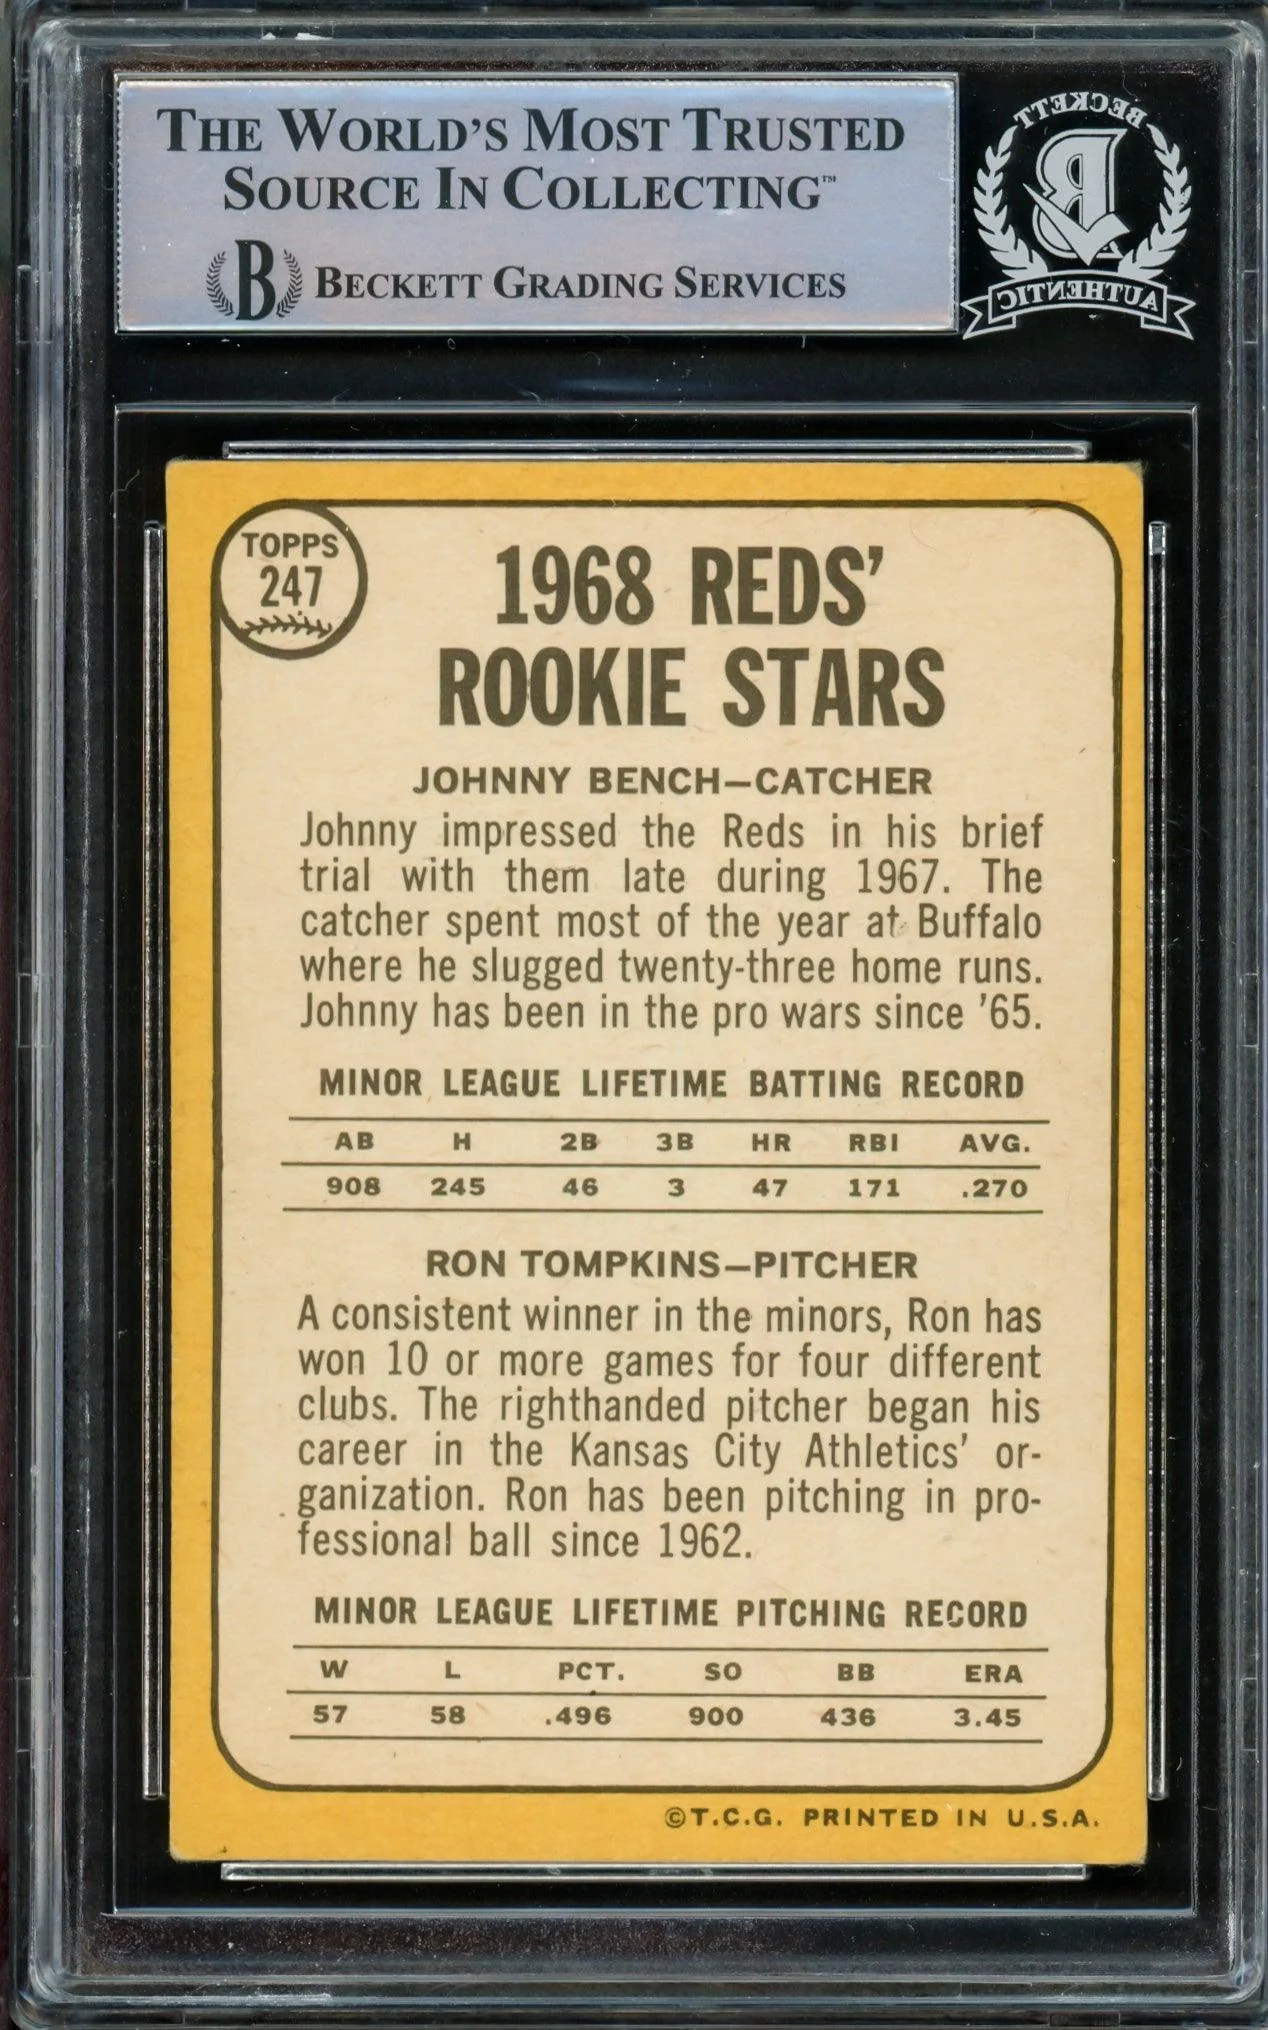 THE WORLD'S MOST TRUSTED
SOURCE IN COLLECTING™
B BECKETT GRADING SERVICES
BECKETT
B
AUTHENTIC
TOPPS
247
1968 REDS'
ROOKIE STARS
JOHNNY BENCH—CATCHER
Johnny impressed the Reds in his brief
trial with them late during 1967. The
catcher spent most of the year at Buffalo
where he slugged twenty-three home runs.
Johnny has been in the pro wars since '65.
MINOR LEAGUE LIFETIME BATTING RECORD
AB H 2B 3B HR RBI AVG.
908 245 46 3 47 171 .270
RON TOMPKINS—PITCHER
A consistent winner in the minors, Ron has
won 10 or more games for four different
clubs. The righthanded pitcher began his
career in the Kansas City Athletics' or-
ganization. Ron has been pitching in pro-
fessional ball since 1962.
MINOR LEAGUE LIFETIME PITCHING RECORD
W L PCT. SO BB ERA
57 58 .496 900 436 3.45
©T.C.G. PRINTED IN U.S.A.